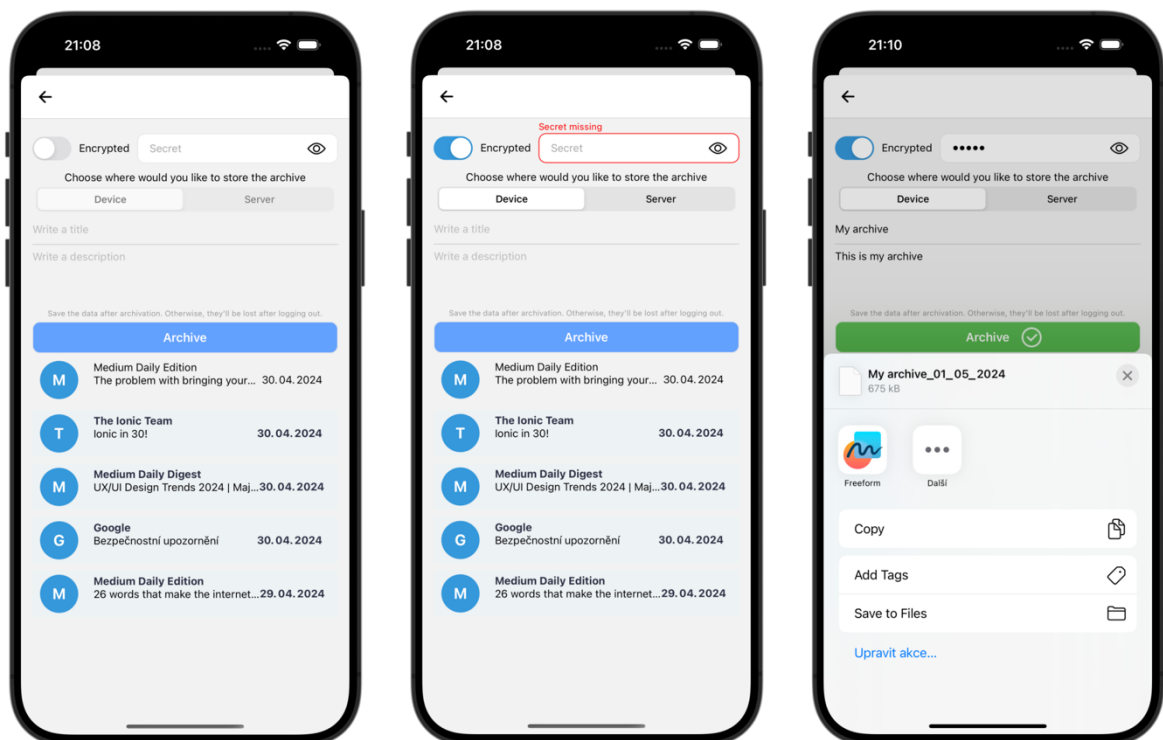 21:08
Encrypted Secret
Choose where would you like to store the archive
Device Server
Write a title
Write a description
Save the data after archivation. Otherwise, they'll be lost after logging out.
Archive
M Medium Daily Edition
The problem with bringing your... 30.04.2024
T The Ionic Team
Ionic in 30! 30.04.2024
M Medium Daily Digest
UX/UI Design Trends 2024 | Maj...30.04.2024
G Google
Bezpečnostní upozornění 30.04.2024
M Medium Daily Edition
26 words that make the internet...29.04.2024
21:08
Secret missing
Encrypted Secret
Choose where would you like to store the archive
Device Server
Write a title
Write a description
Save the data after archivation. Otherwise, they'll be lost after logging out.
Archive
M Medium Daily Edition
The problem with bringing your... 30.04.2024
T The Ionic Team
Ionic in 30! 30.04.2024
M Medium Daily Digest
UX/UI Design Trends 2024 | Maj...30.04.2024
G Google
Bezpečnostní upozornění 30.04.2024
M Medium Daily Edition
26 words that make the internet...29.04.2024
21:10
Encrypted •••••
Choose where would you like to store the archive
Device Server
My archive
This is my archive
Save the data after archivation. Otherwise, they'll be lost after logging out.
Archive
My archive_01_05_2024
675 kB
Freeform Další
Copy
Add Tags
Save to Files
Upravit akce...